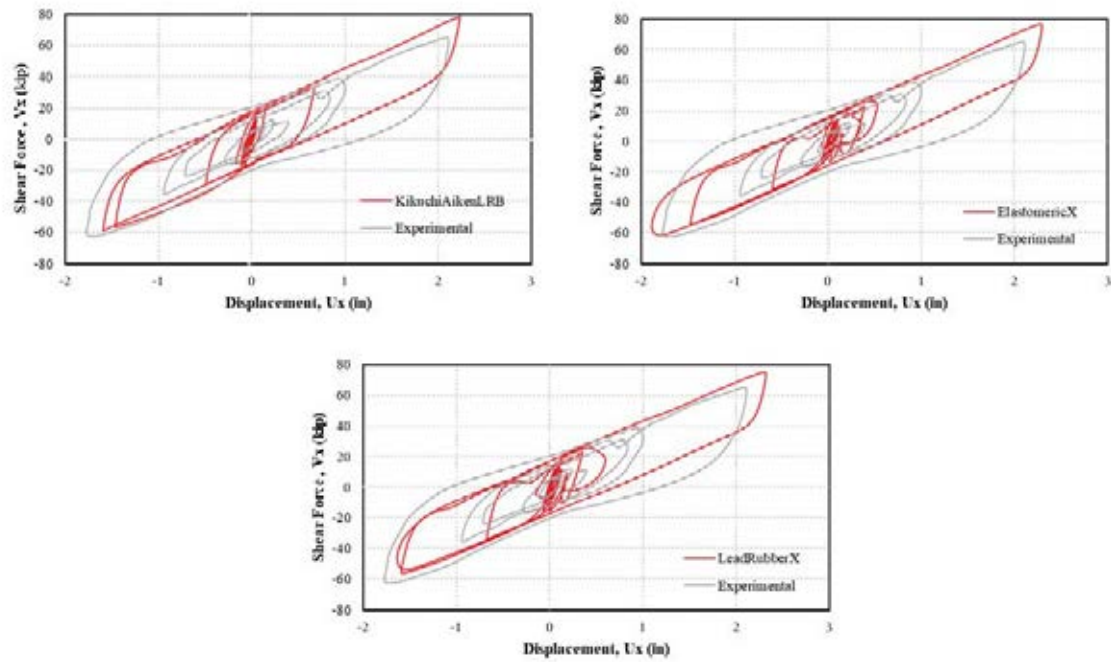 80
60
40
20
0
-20
-40
-60
-80
Shear Force , Vx (kip)
KikuchiAikenLRB
Experimental
-2 -1 0 1 2 3
Displacement, Ux (in)
80
60
40
20
0
-20
-40
-60
-80
Shear Force , Vx (kip)
ElastomericX
Experimental
-2 -1 0 1 2 3
Displacement, Ux (in)
80
60
40
20
0
-20
-40
-60
-80
Shear Force , Vx (kip)
LeadRubberX
Experimental
-2 -1 0 1 2 3
Displacement, Ux (in)